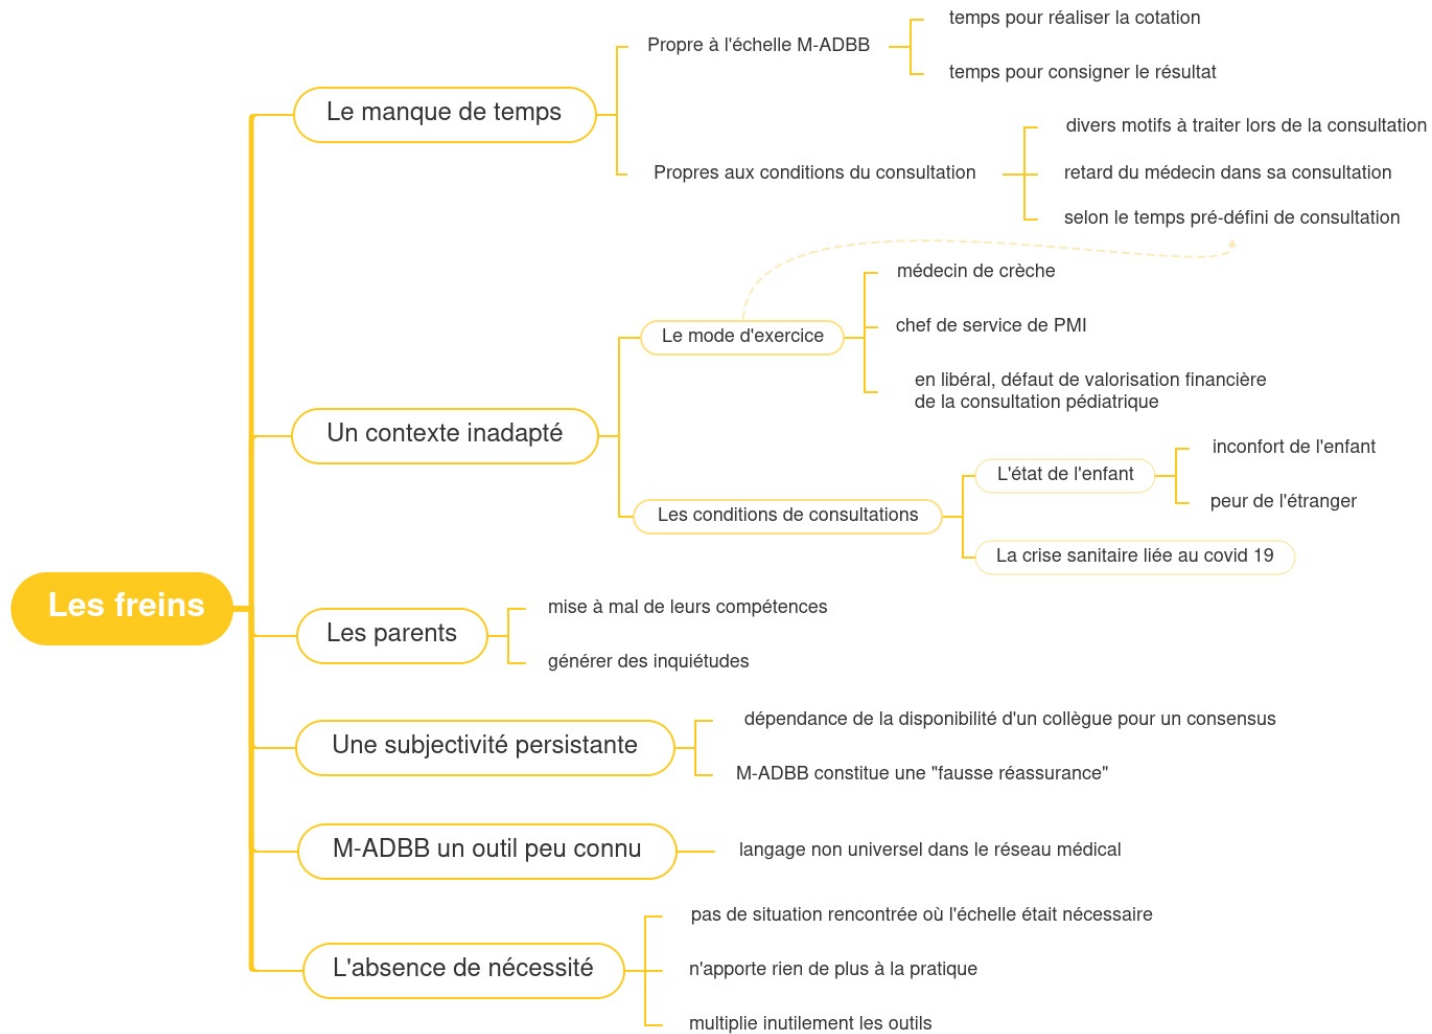 Les freins
Le manque de temps
Propre à l'échelle M-ADBB
temps pour réaliser la cotation
temps pour consigner le résultat
Propres aux conditions du consultation
divers motifs à traiter lors de la consultation
retard du médecin dans sa consultation
selon le temps pré-défini de consultation
Un contexte inadapté
Le mode d'exercice
médecin de crèche
chef de service de PMI
en libéral, défaut de valorisation financière
de la consultation pédiatrique
Les conditions de consultations
L'état de l'enfant
inconfort de l'enfant
peur de l'étranger
La crise sanitaire liée au covid 19
Les parents
mise à mal de leurs compétences
générer des inquiétudes
Une subjectivité persistante
dépendance de la disponibilité d'un collègue pour un consensus
M-ADBB constitue une "fausse réassurance"
M-ADBB un outil peu connu
langage non universel dans le réseau médical
L'absence de nécessité
pas de situation rencontrée où l'échelle était nécessaire
n'apporte rien de plus à la pratique
multiplie inutilement les outils